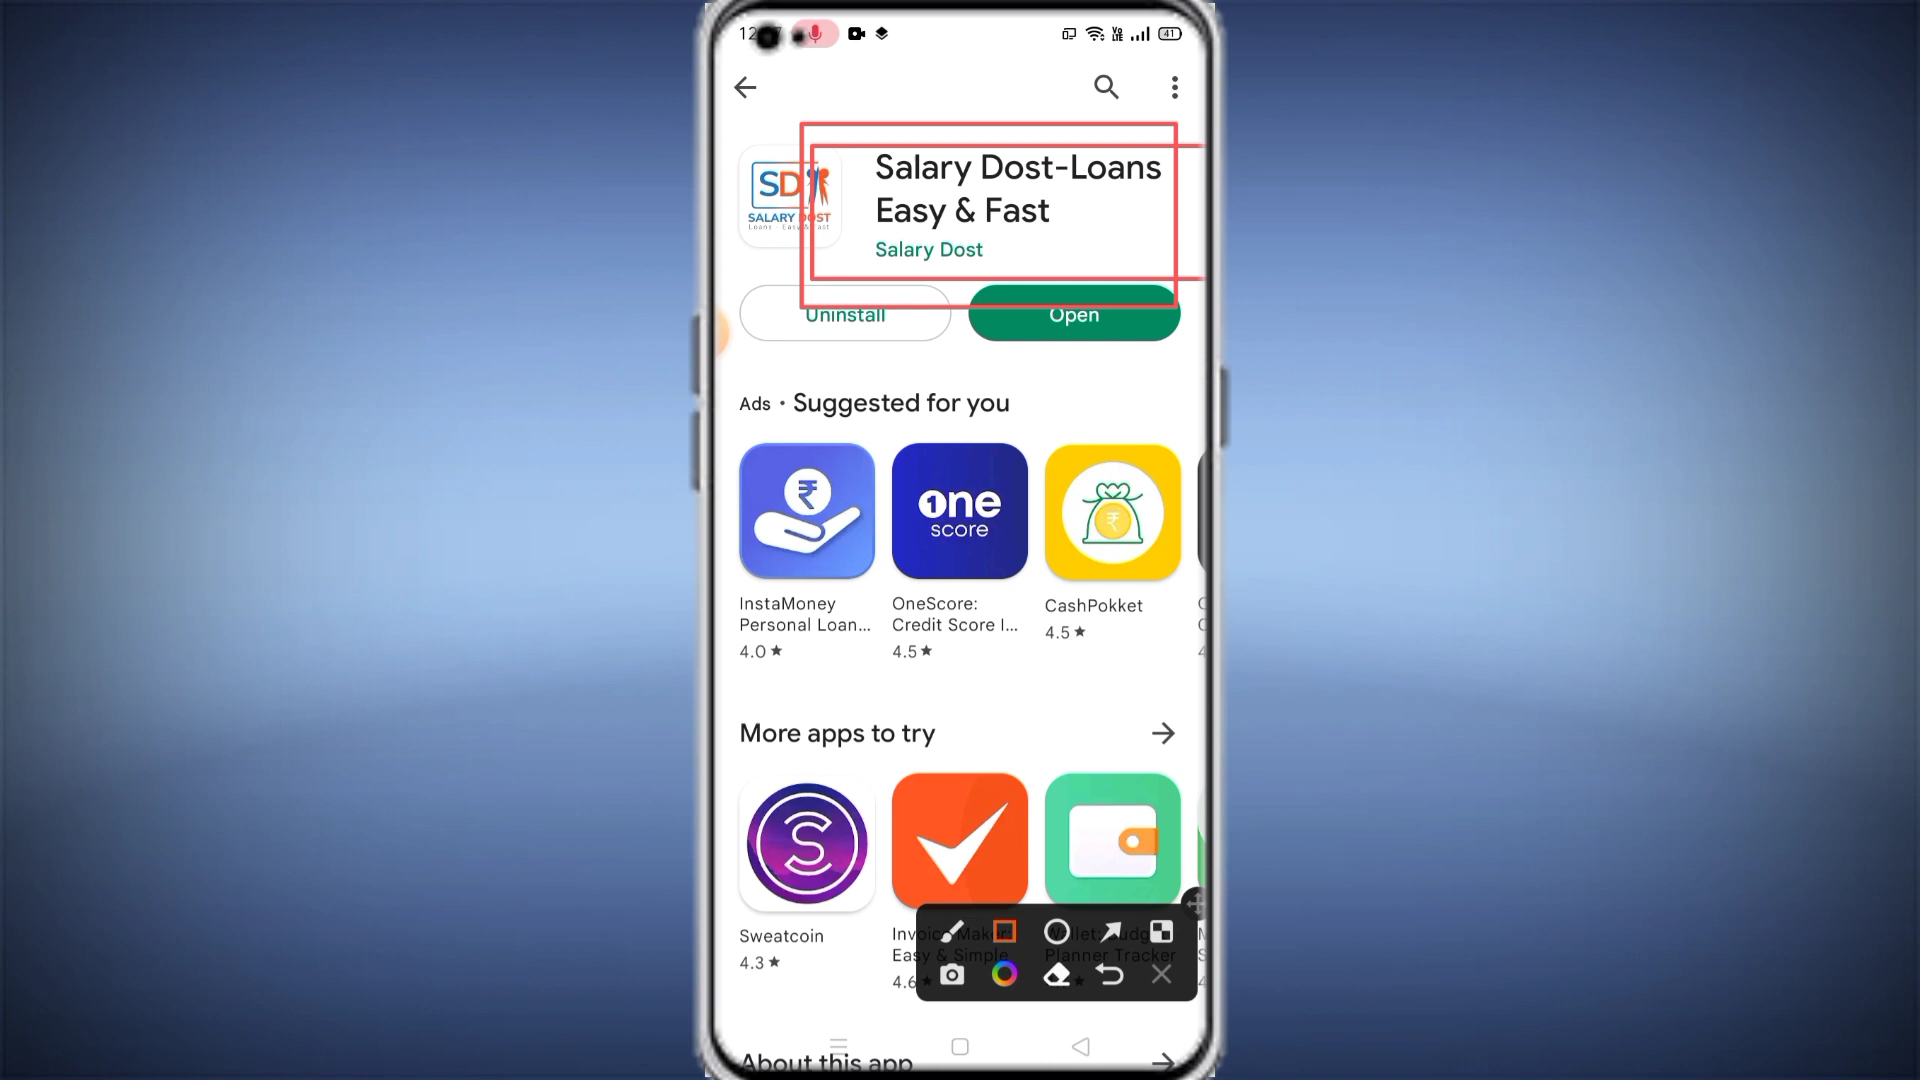 SD
SALARY DOST
Loans - Easy & Fast
Salary Dost-Loans
Easy & Fast
Salary Dost
Uninstall
Open
Ads • Suggested for you
one
score
InstaMoney
Personal Loan...
4.0 ★
OneScore:
Credit Score I...
4.5 ★
CashPokket
4.5 ★
More apps to try
Sweatcoin
4.3 ★
Invoice Maker:
Easy & Simple
4.6 ★
Wallet: Budg
Planner Tracker
About this app
41